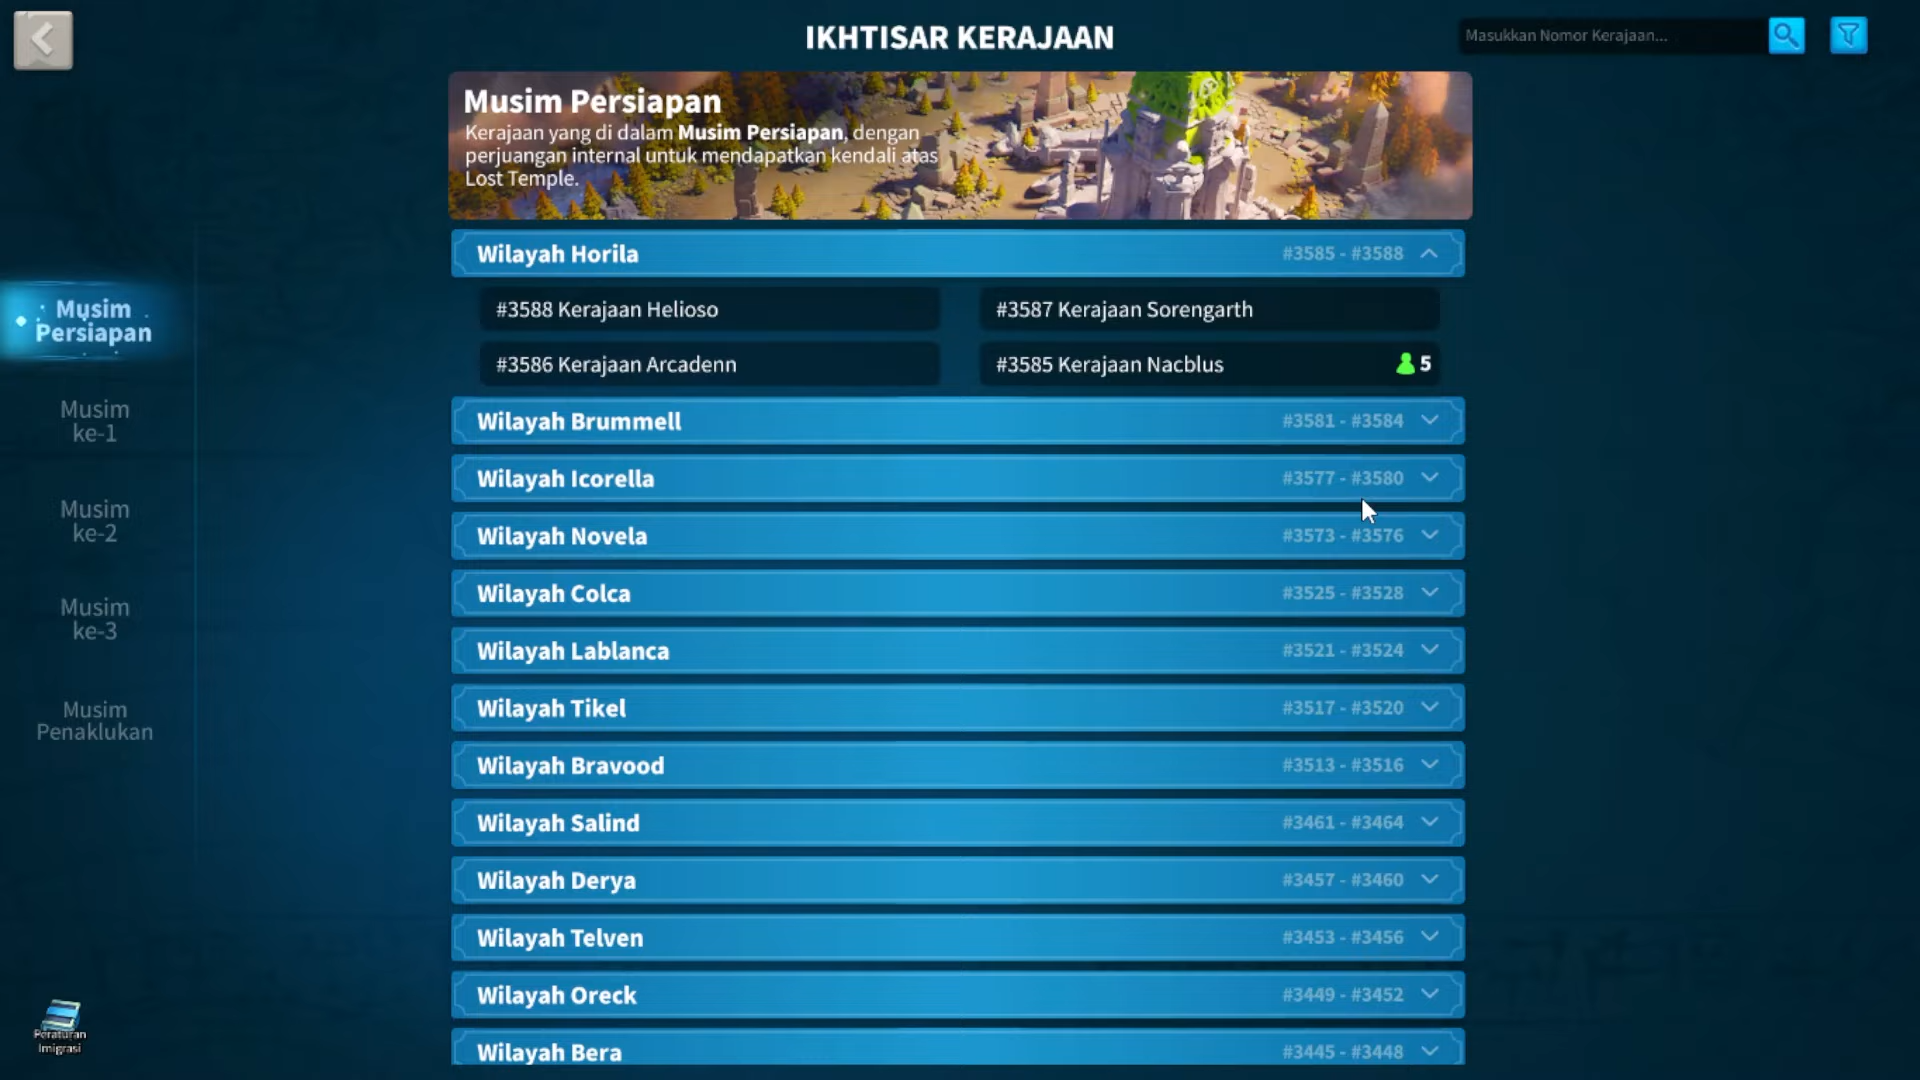 IKHTISAR KERAJAAN
Masukkan Nomor Kerajaan...
Musim Persiapan
Kerajaan yang di dalam Musim Persiapan, dengan
perjuangan internal untuk mendapatkan kendali atas
Lost Temple.
Musim
Persiapan
Musim
ke-1
Musim
ke-2
Musim
ke-3
Musim
Penaklukan
Wilayah Horila #3585 - #3588
#3588 Kerajaan Helioso
#3587 Kerajaan Sorengarth
#3586 Kerajaan Arcadenn
#3585 Kerajaan Nacblus 5
Wilayah Brummell #3581 - #3584
Wilayah Icorella #3577 - #3580
Wilayah Novela #3573 - #3576
Wilayah Colca #3525 - #3528
Wilayah Lablanca #3521 - #3524
Wilayah Tikel #3517 - #3520
Wilayah Bravood #3513 - #3516
Wilayah Salind #3461 - #3464
Wilayah Derya #3457 - #3460
Wilayah Telven #3453 - #3456
Wilayah Oreck #3449 - #3452
Wilayah Bera #3445 - #3448
Peraturan
Imigrasi